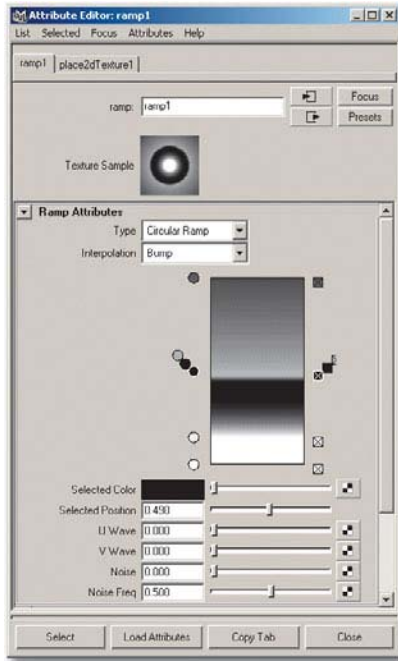 Attribute Editor: ramp1
List Selected Focus Attributes Help
ramp1 place2dTexture1
ramp: ramp1 Focus
Presets
Texture Sample
Ramp Attributes
Type Circular Ramp
Interpolation Bump
Selected Color
Selected Position 0.490
U Wave 0.000
V Wave 0.000
Noise 0.000
Noise Freq 0.500
Select Load Attributes Copy Tab Close